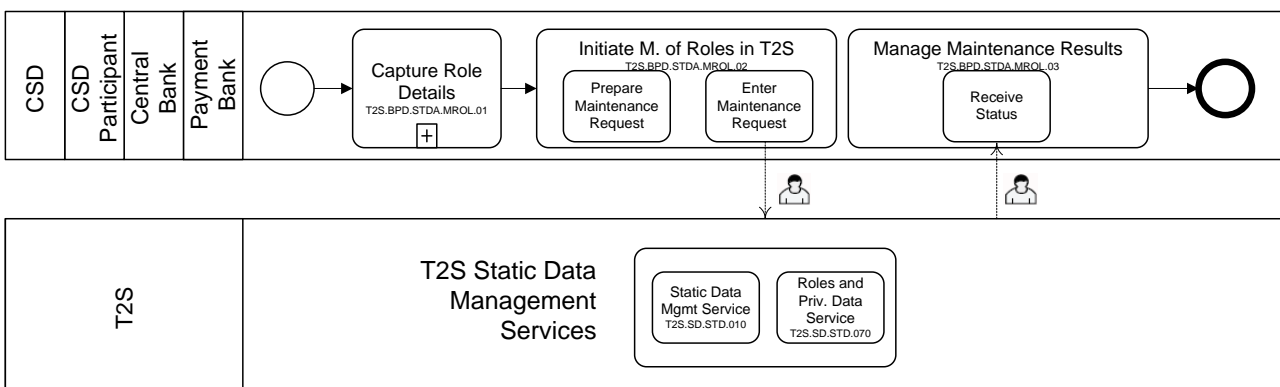 CSD
CSD
Participant
Central
Bank
Payment
Bank
Capture Role
Details
T2S.BPD.STDA.MROL.01
+
Initiate M. of Roles in T2S
T2S.BPD.STDA.MROL.02
Prepare
Maintenance
Request
Enter
Maintenance
Request
Manage Maintenance Results
T2S.BPD.STDA.MROL.03
Receive
Status
T2S
T2S Static Data
Management
Services
Static Data
Mgmt Service
T2S.SD.STD.010
Roles and
Priv. Data
Service
T2S.SD.STD.070